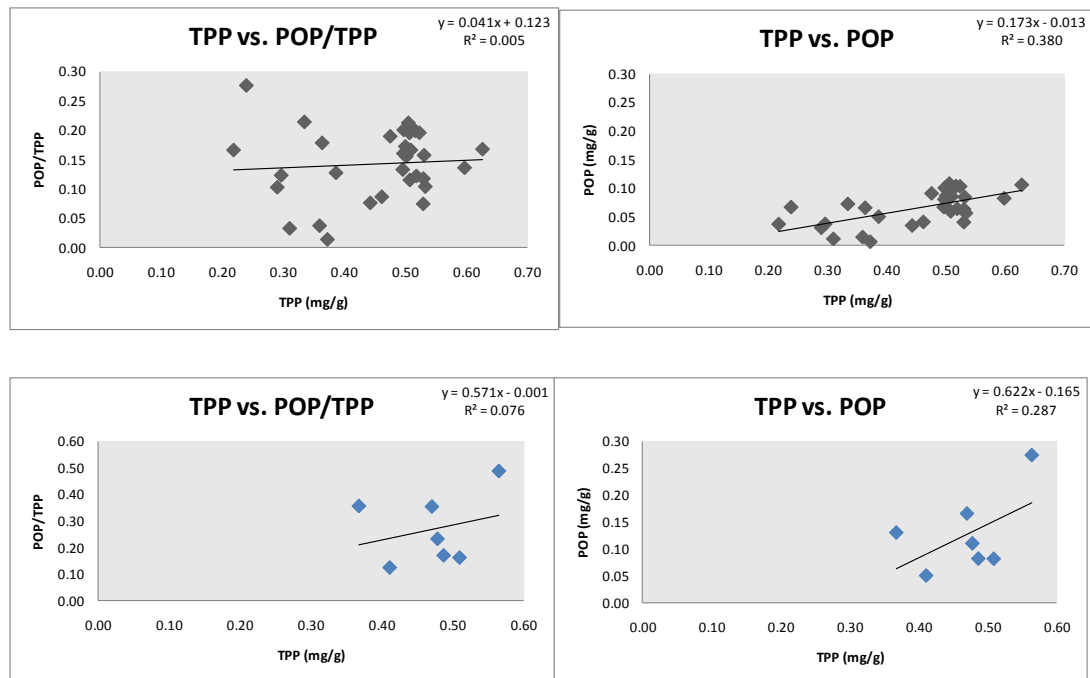 TPP vs. POP/TPP
y = 0.041x + 0.123
R² = 0.005
0.30
0.25
0.20
0.15
0.10
0.05
0.00
POP/TPP
0.00 0.10 0.20 0.30 0.40 0.50 0.60 0.70
TPP (mg/g)
TPP vs. POP
y = 0.173x - 0.013
R² = 0.380
0.30
0.25
0.20
0.15
0.10
0.05
0.00
POP (mg/g)
0.00 0.10 0.20 0.30 0.40 0.50 0.60 0.70
TPP (mg/g)
TPP vs. POP/TPP
y = 0.571x - 0.001
R² = 0.076
0.60
0.50
0.40
0.30
0.20
0.10
0.00
POP/TPP
0.00 0.10 0.20 0.30 0.40 0.50 0.60
TPP (mg/g)
TPP vs. POP
y = 0.622x - 0.165
R² = 0.287
0.30
0.25
0.20
0.15
0.10
0.05
0.00
POP (mg/g)
0.00 0.10 0.20 0.30 0.40 0.50 0.60
TPP (mg/g)